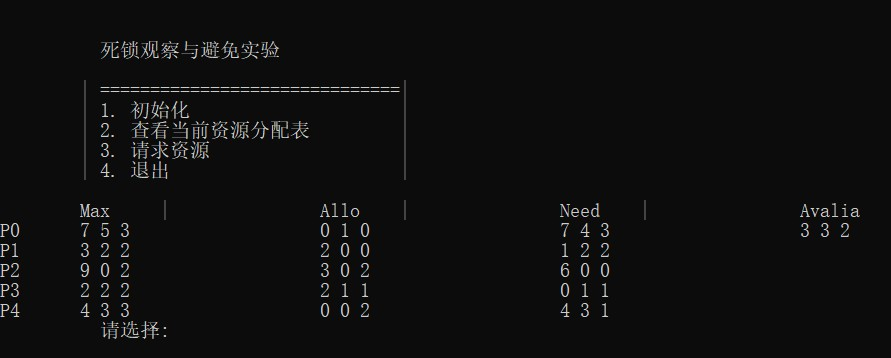 死锁观察与避免实验
==============================
1. 初始化
2. 查看当前资源分配表
3. 请求资源
4. 退出
Max | Allo | Need | Avalia
P0 7 5 3 0 1 0 7 4 3 3 3 2
P1 3 2 2 2 0 0 1 2 2
P2 9 0 2 3 0 2 6 0 0
P3 2 2 2 2 1 1 0 1 1
P4 4 3 3 0 0 2 4 3 1
请选择: